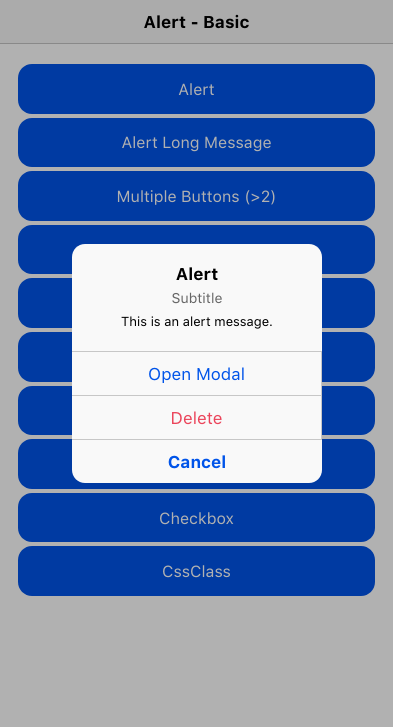 Alert - Basic
Alert
Alert Long Message
Multiple Buttons (>2)
Alert
Subtitle
This is an alert message.
Open Modal
Delete
Cancel
Checkbox
CssClass